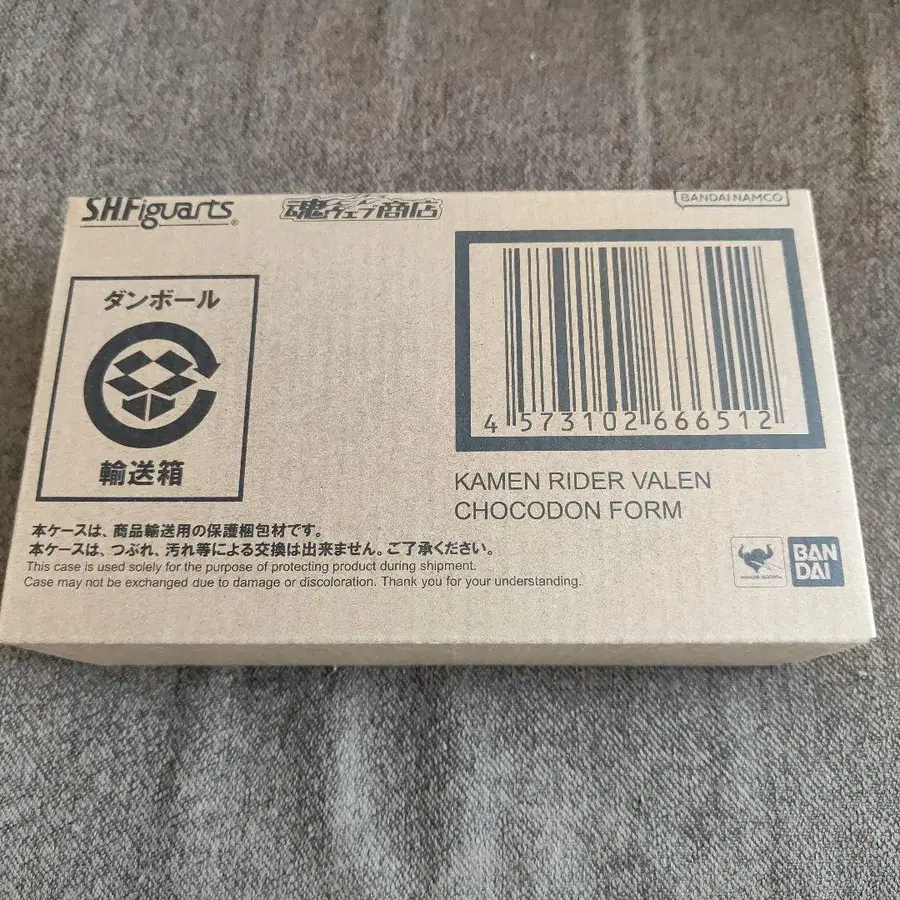 S.H.Figuarts®
魂ウェブ商店
BANDAI NAMCO
ダンボール
輸送箱
4 573102 666512
KAMEN RIDER VALEN
CHOCODON FORM
本ケースは、商品輸送用の保護梱包材です。
本ケースは、つぶれ、汚れ等による交換は出来ません。ご了承ください。
This case is used solely for the purpose of protecting product during shipment.
Case may not be exchanged due to damage or discoloration. Thank you for your understanding.
BAN
DAI